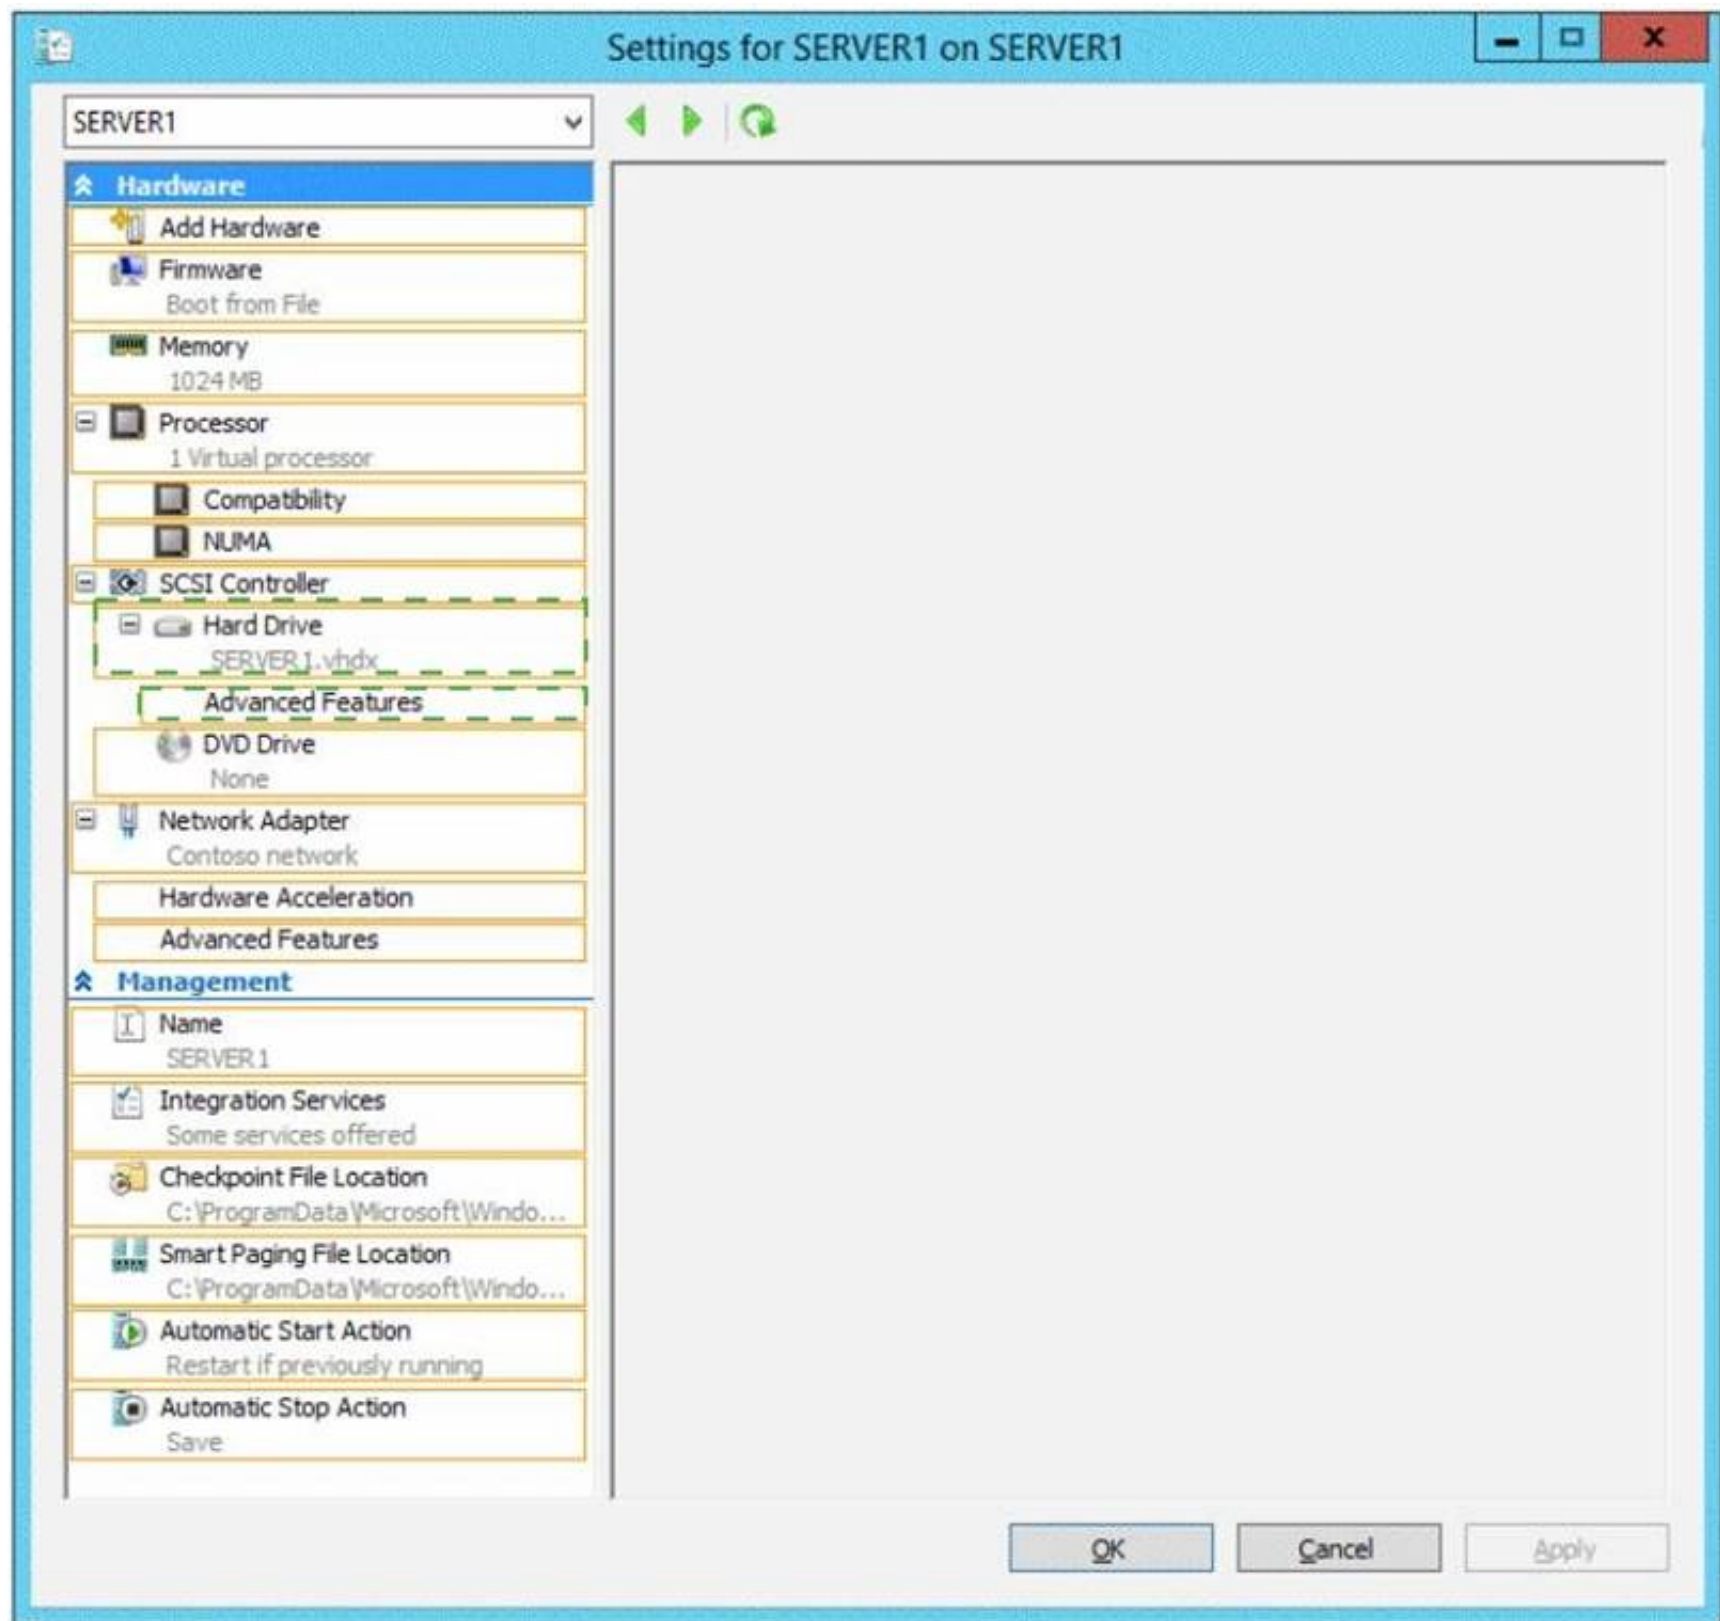 Settings for SERVER1 on SERVER1
SERVER1
Hardware
Add Hardware
Firmware
Boot from File
Memory
1024 MB
Processor
1 Virtual processor
Compatibility
NUMA
SCSI Controller
Hard Drive
SERVER1.vhdx
Advanced Features
DVD Drive
None
Network Adapter
Contoso network
Hardware Acceleration
Advanced Features
Management
Name
SERVER1
Integration Services
Some services offered
Checkpoint File Location
C:\ProgramData\Microsoft\Windo...
Smart Paging File Location
C:\ProgramData\Microsoft\Windo...
Automatic Start Action
Restart if previously running
Automatic Stop Action
Save
OK Cancel Apply